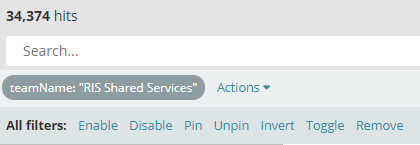 34,374 hits
Search...
teamName: "RIS Shared Services" Actions
All filters: Enable Disable Pin Unpin Invert Toggle Remove